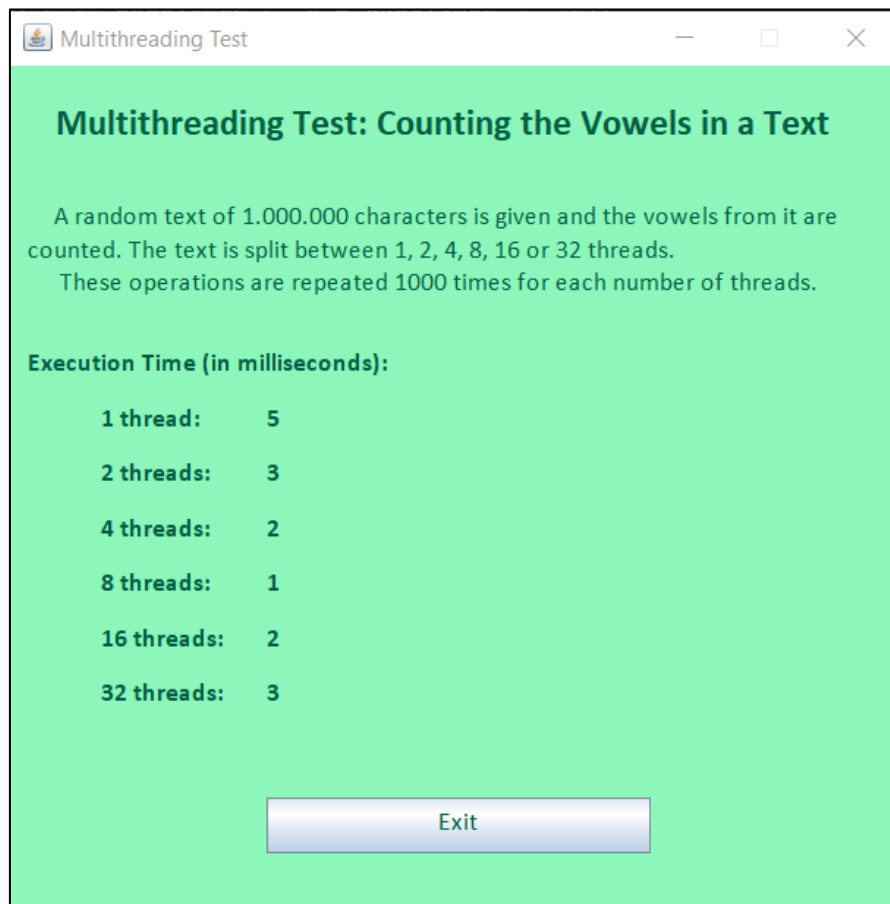 Multithreading Test
Multithreading Test: Counting the Vowels in a Text
A random text of 1.000.000 characters is given and the vowels from it are
counted. The text is split between 1, 2, 4, 8, 16 or 32 threads.
These operations are repeated 1000 times for each number of threads.
Execution Time (in milliseconds):
1 thread: 5
2 threads: 3
4 threads: 2
8 threads: 1
16 threads: 2
32 threads: 3
Exit